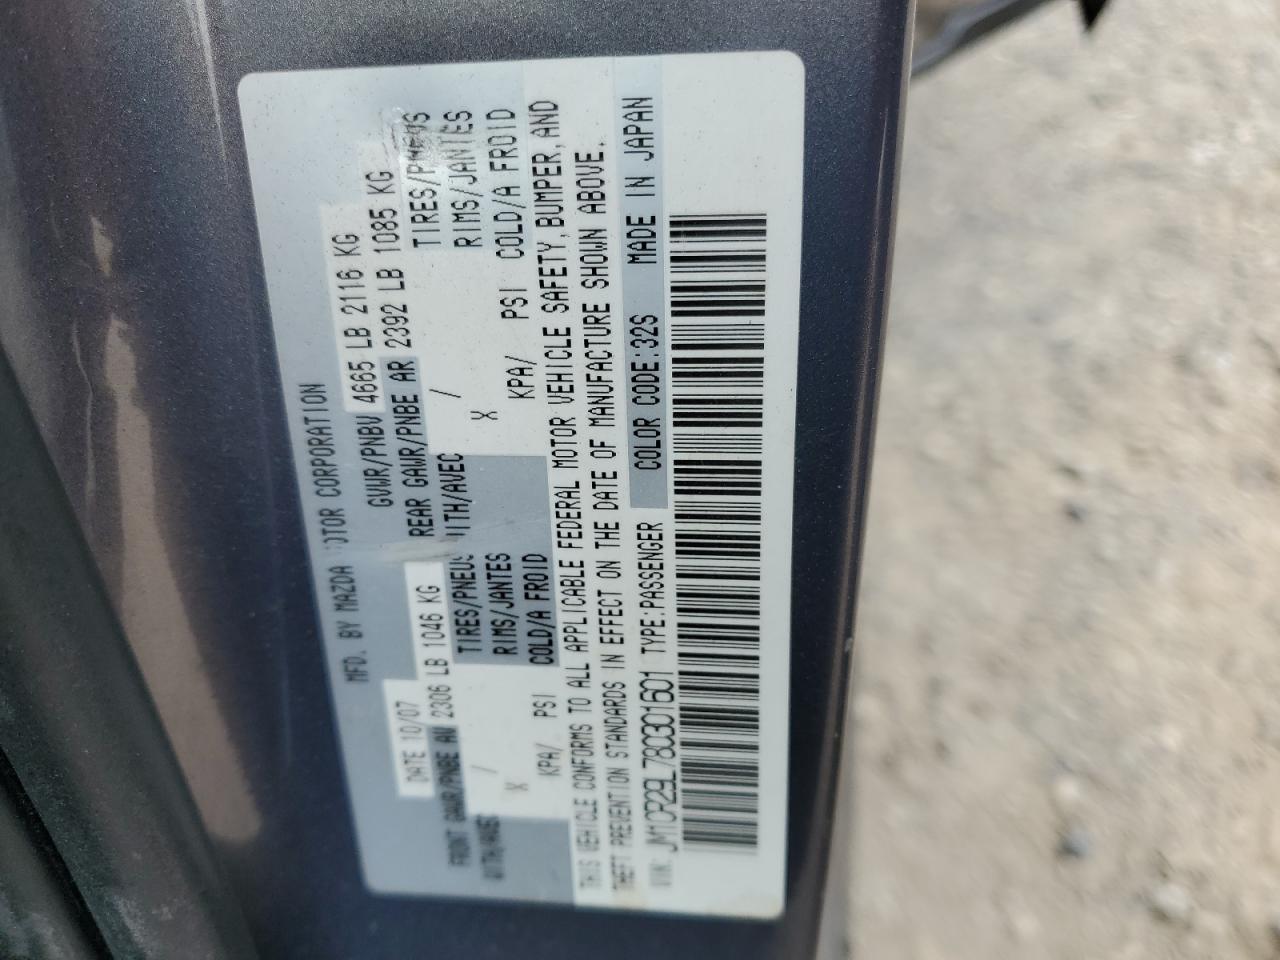 MFD. BY MAZDA OTOR CORPORATION
DATE 10/07 GVWR/PNBV 4665 LB 2116 KG
FRONT GAWR/PNBE AV 2306 LB 1046 KG REAR GAWR/PNBE AR 2392 LB 1085 KG
WITH/AVEC / TIRES/PNEUS ITH/AVEC / TIRES/PNEUS
X RIMS/JANTES X RIMS/JANTES
KPA/ PSI COLD/A FROID KPA/ PSI COLD/A FROID
THIS VEHICLE CONFORMS TO ALL APPLICABLE FEDERAL MOTOR VEHICLE SAFETY, BUMPER, AND
THEFT PREVENTION STANDARDS IN EFFECT ON THE DATE OF MANUFACTURE SHOWN ABOVE.
VIN: JM1CR29L780301601 TYPE:PASSENGER COLOR CODE:32S MADE IN JAPAN